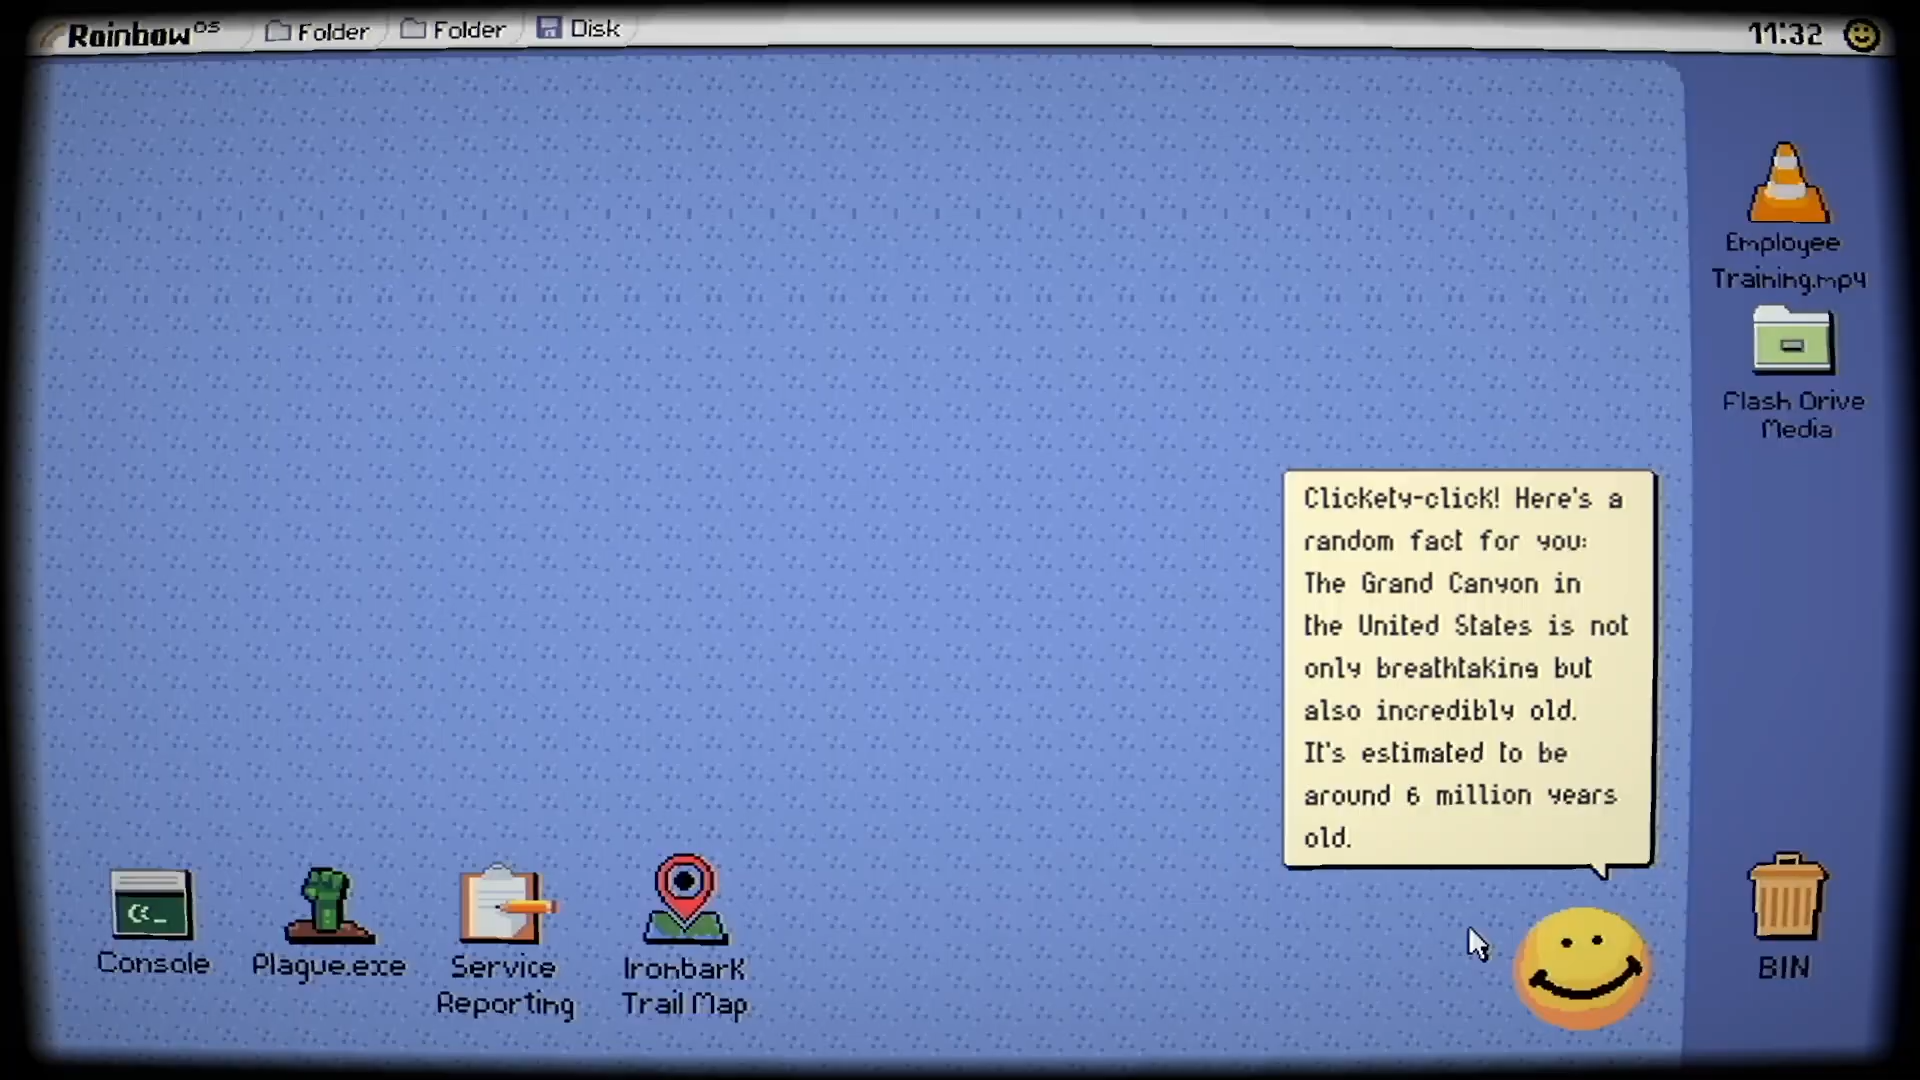 Rainbow OS
Folder
Folder
Disk
11:32
Employee
Training.mp4
Flash Drive
Media
Clickety-click! Here's a
random fact for you:
The Grand Canyon in
the United States is not
only breathtaking but
also incredibly old.
It's estimated to be
around 6 million years
old.
Console
Plague.exe
Service
Reporting
Ironbark
Trail Map
BIN